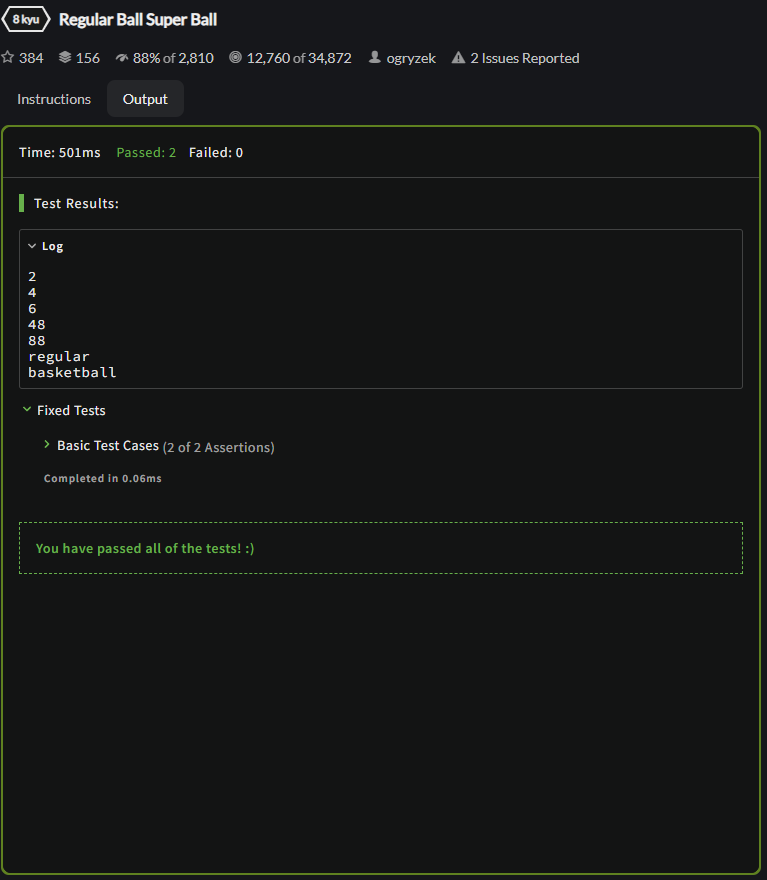 8 kyu Regular Ball Super Ball
384 156 88% of 2,810 12,760 of 34,872 ogryzek 2 Issues Reported
Instructions Output
Time: 501ms Passed: 2 Failed: 0
Test Results:
Log
2
4
6
48
88
regular
basketball
Fixed Tests
Basic Test Cases (2 of 2 Assertions)
Completed in 0.06ms
You have passed all of the tests! :)